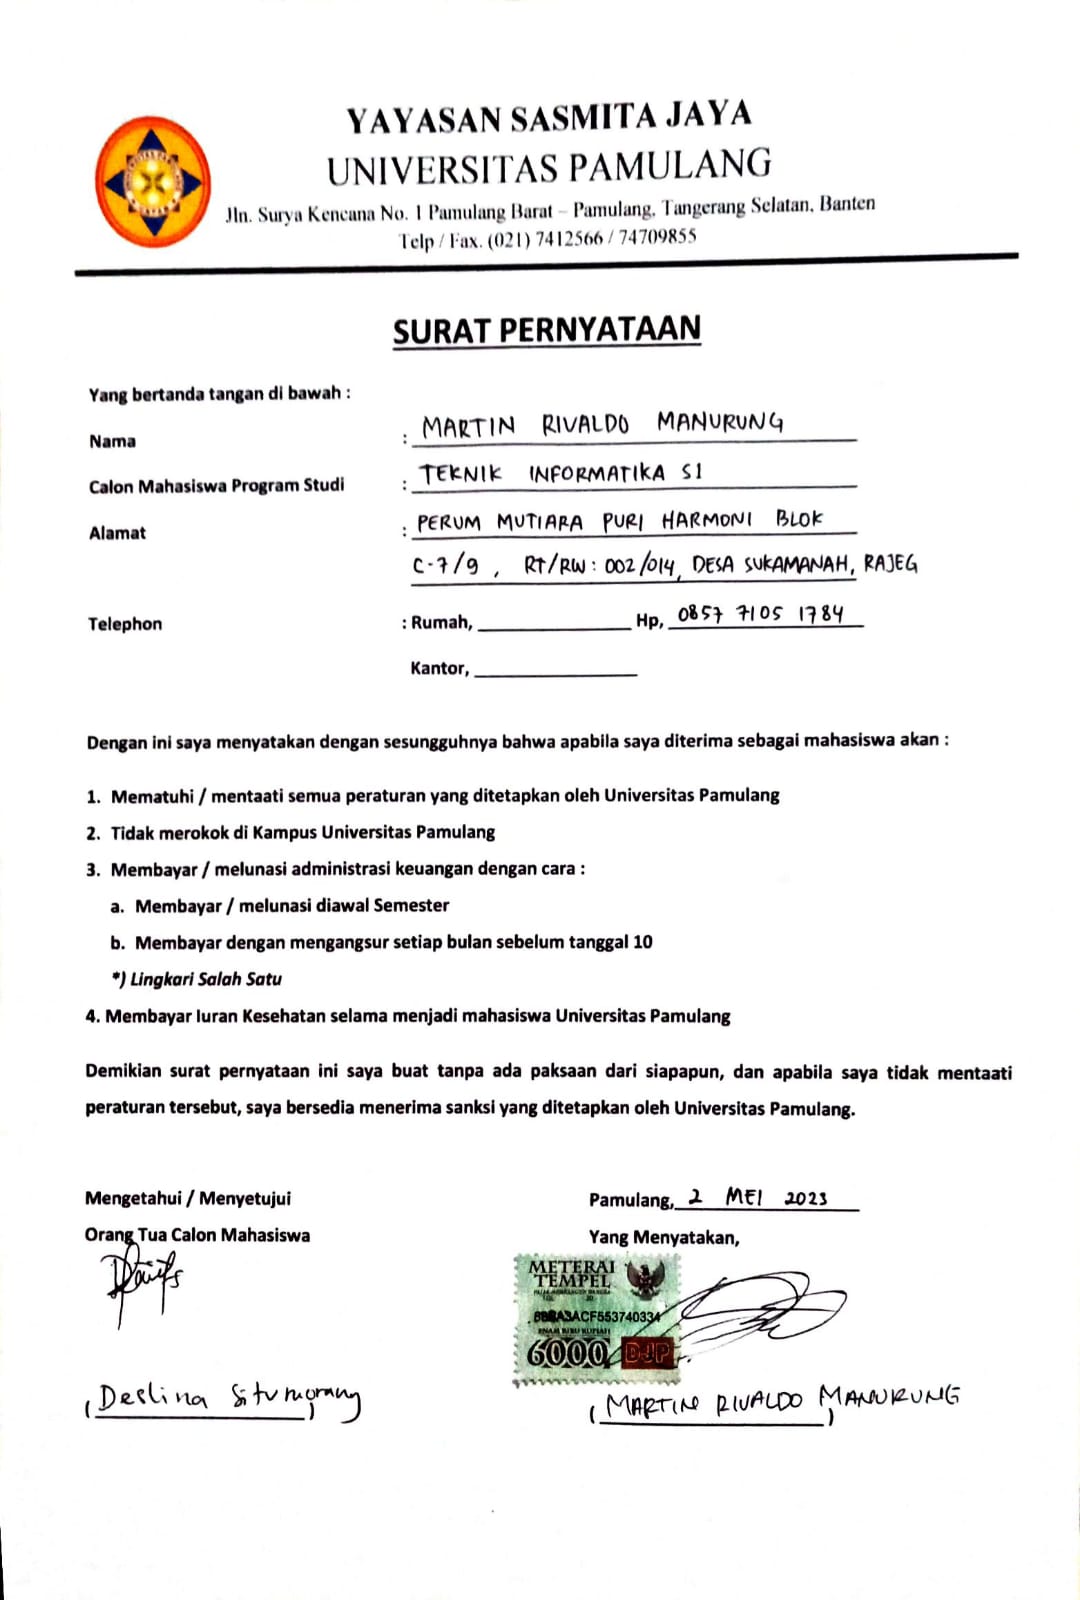 YAYASAN SASMITA JAYA
UNIVERSITAS PAMULANG
Jln. Surya Kencana No. 1 Pamulang Barat – Pamulang, Tangerang Selatan, Banten
Telp / Fax. (021) 7412566 / 74709855
SURAT PERNYATAAN
Yang bertanda tangan di bawah :
Nama : MARTIN RIVALDO MANURUNG
Calon Mahasiswa Program Studi : TEKNIK INFORMATIKA S1
Alamat : PERUM MUTIARA PURI HARMONI BLOK
C-7/9 , RT/RW : 002/014, DESA SUKAMANAH, RAJEG
Telephon : Rumah, Hp, 0857 7105 1784
Kantor,
Dengan ini saya menyatakan dengan sesungguhnya bahwa apabila saya diterima sebagai mahasiswa akan :
1. Mematuhi / mentaati semua peraturan yang ditetapkan oleh Universitas Pamulang
2. Tidak merokok di Kampus Universitas Pamulang
3. Membayar / melunasi administrasi keuangan dengan cara :
a. Membayar / melunasi diawal Semester
b. Membayar dengan mengangsur setiap bulan sebelum tanggal 10
*) Lingkari Salah Satu
4. Membayar Iuran Kesehatan selama menjadi mahasiswa Universitas Pamulang
Demikian surat pernyataan ini saya buat tanpa ada paksaan dari siapapun, dan apabila saya tidak mentaati
peraturan tersebut, saya bersedia menerima sanksi yang ditetapkan oleh Universitas Pamulang.
Mengetahui / Menyetujui Pamulang, 2 MEI 2023
Orang Tua Calon Mahasiswa Yang Menyatakan,
METERAI
TEMPEL
ENAM RIBU RUPIAH
6000 DJP
(Deslina Situmorang) (MARTIN RIVALDO MANURUNG)